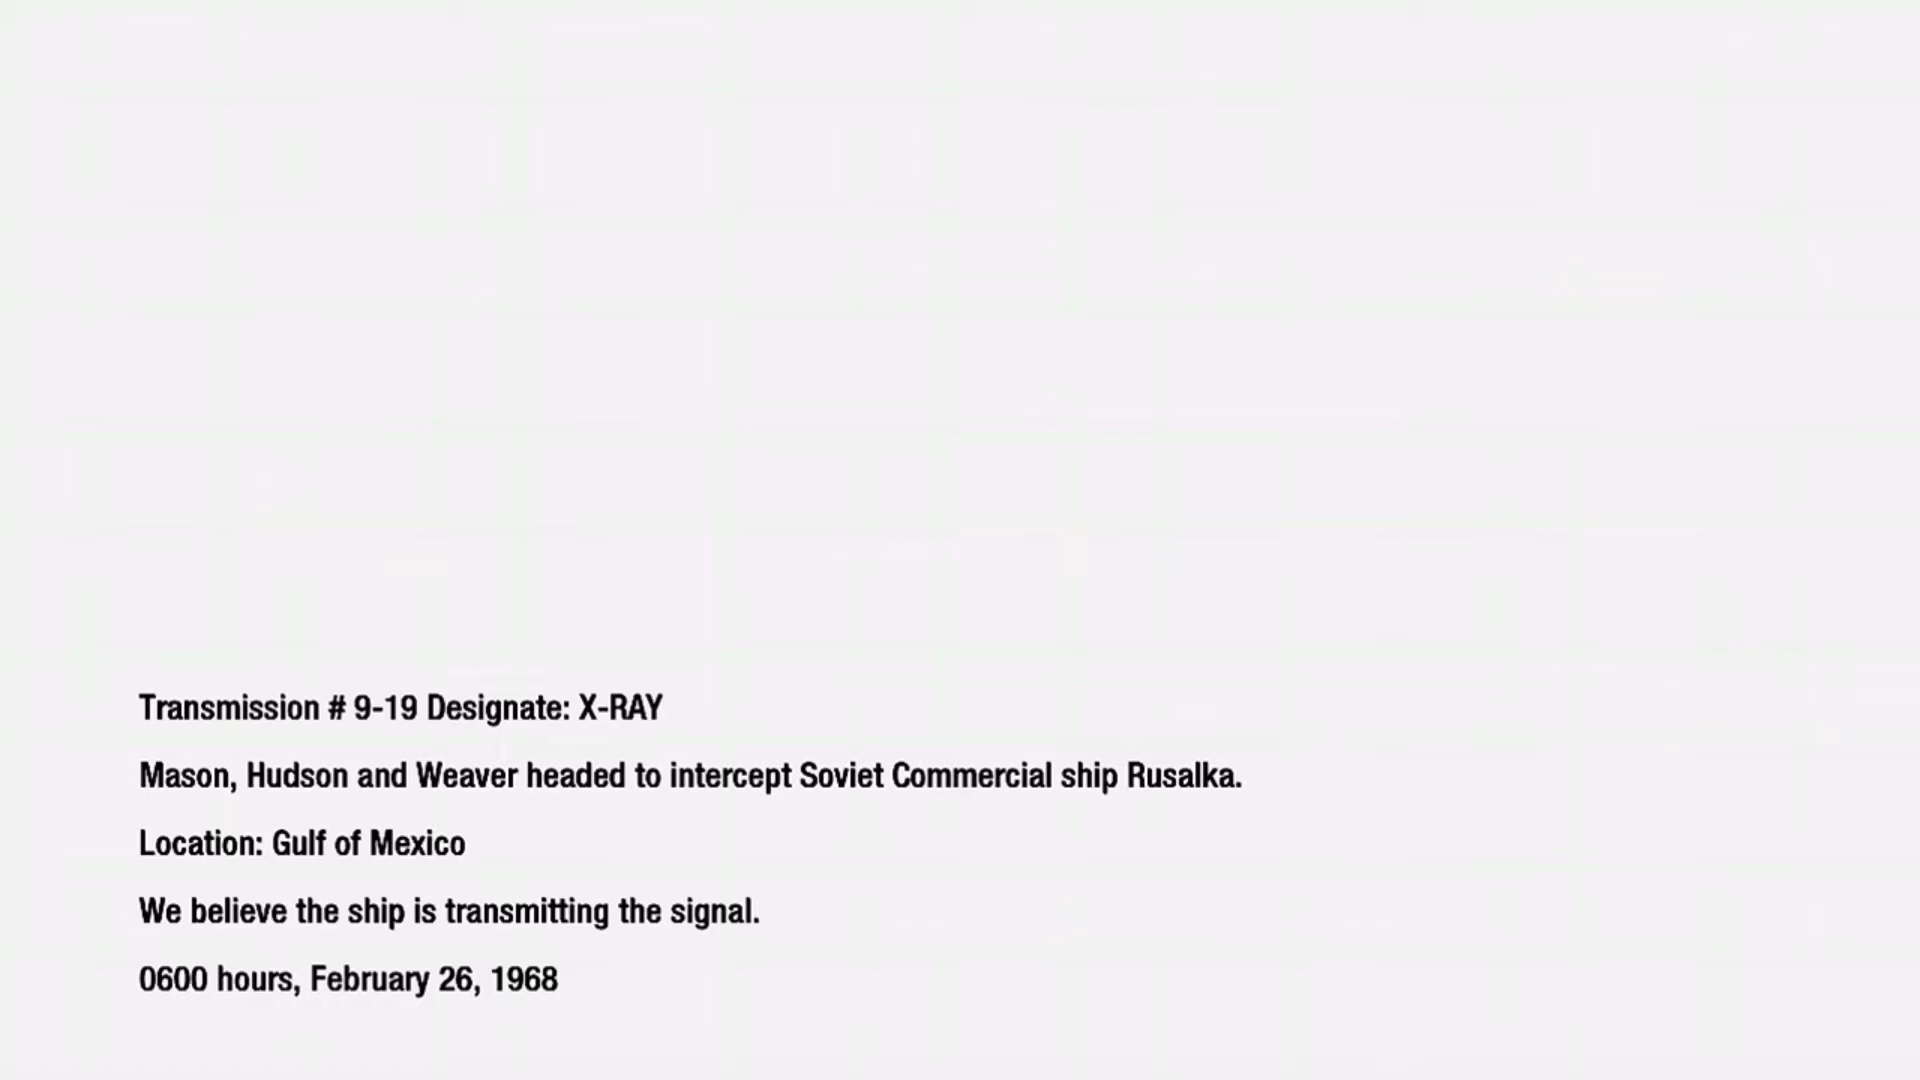 Transmission # 9-19 Designate: X-RAY
Mason, Hudson and Weaver headed to intercept Soviet Commercial ship Rusalka.
Location: Gulf of Mexico
We believe the ship is transmitting the signal.
0600 hours, February 26, 1968